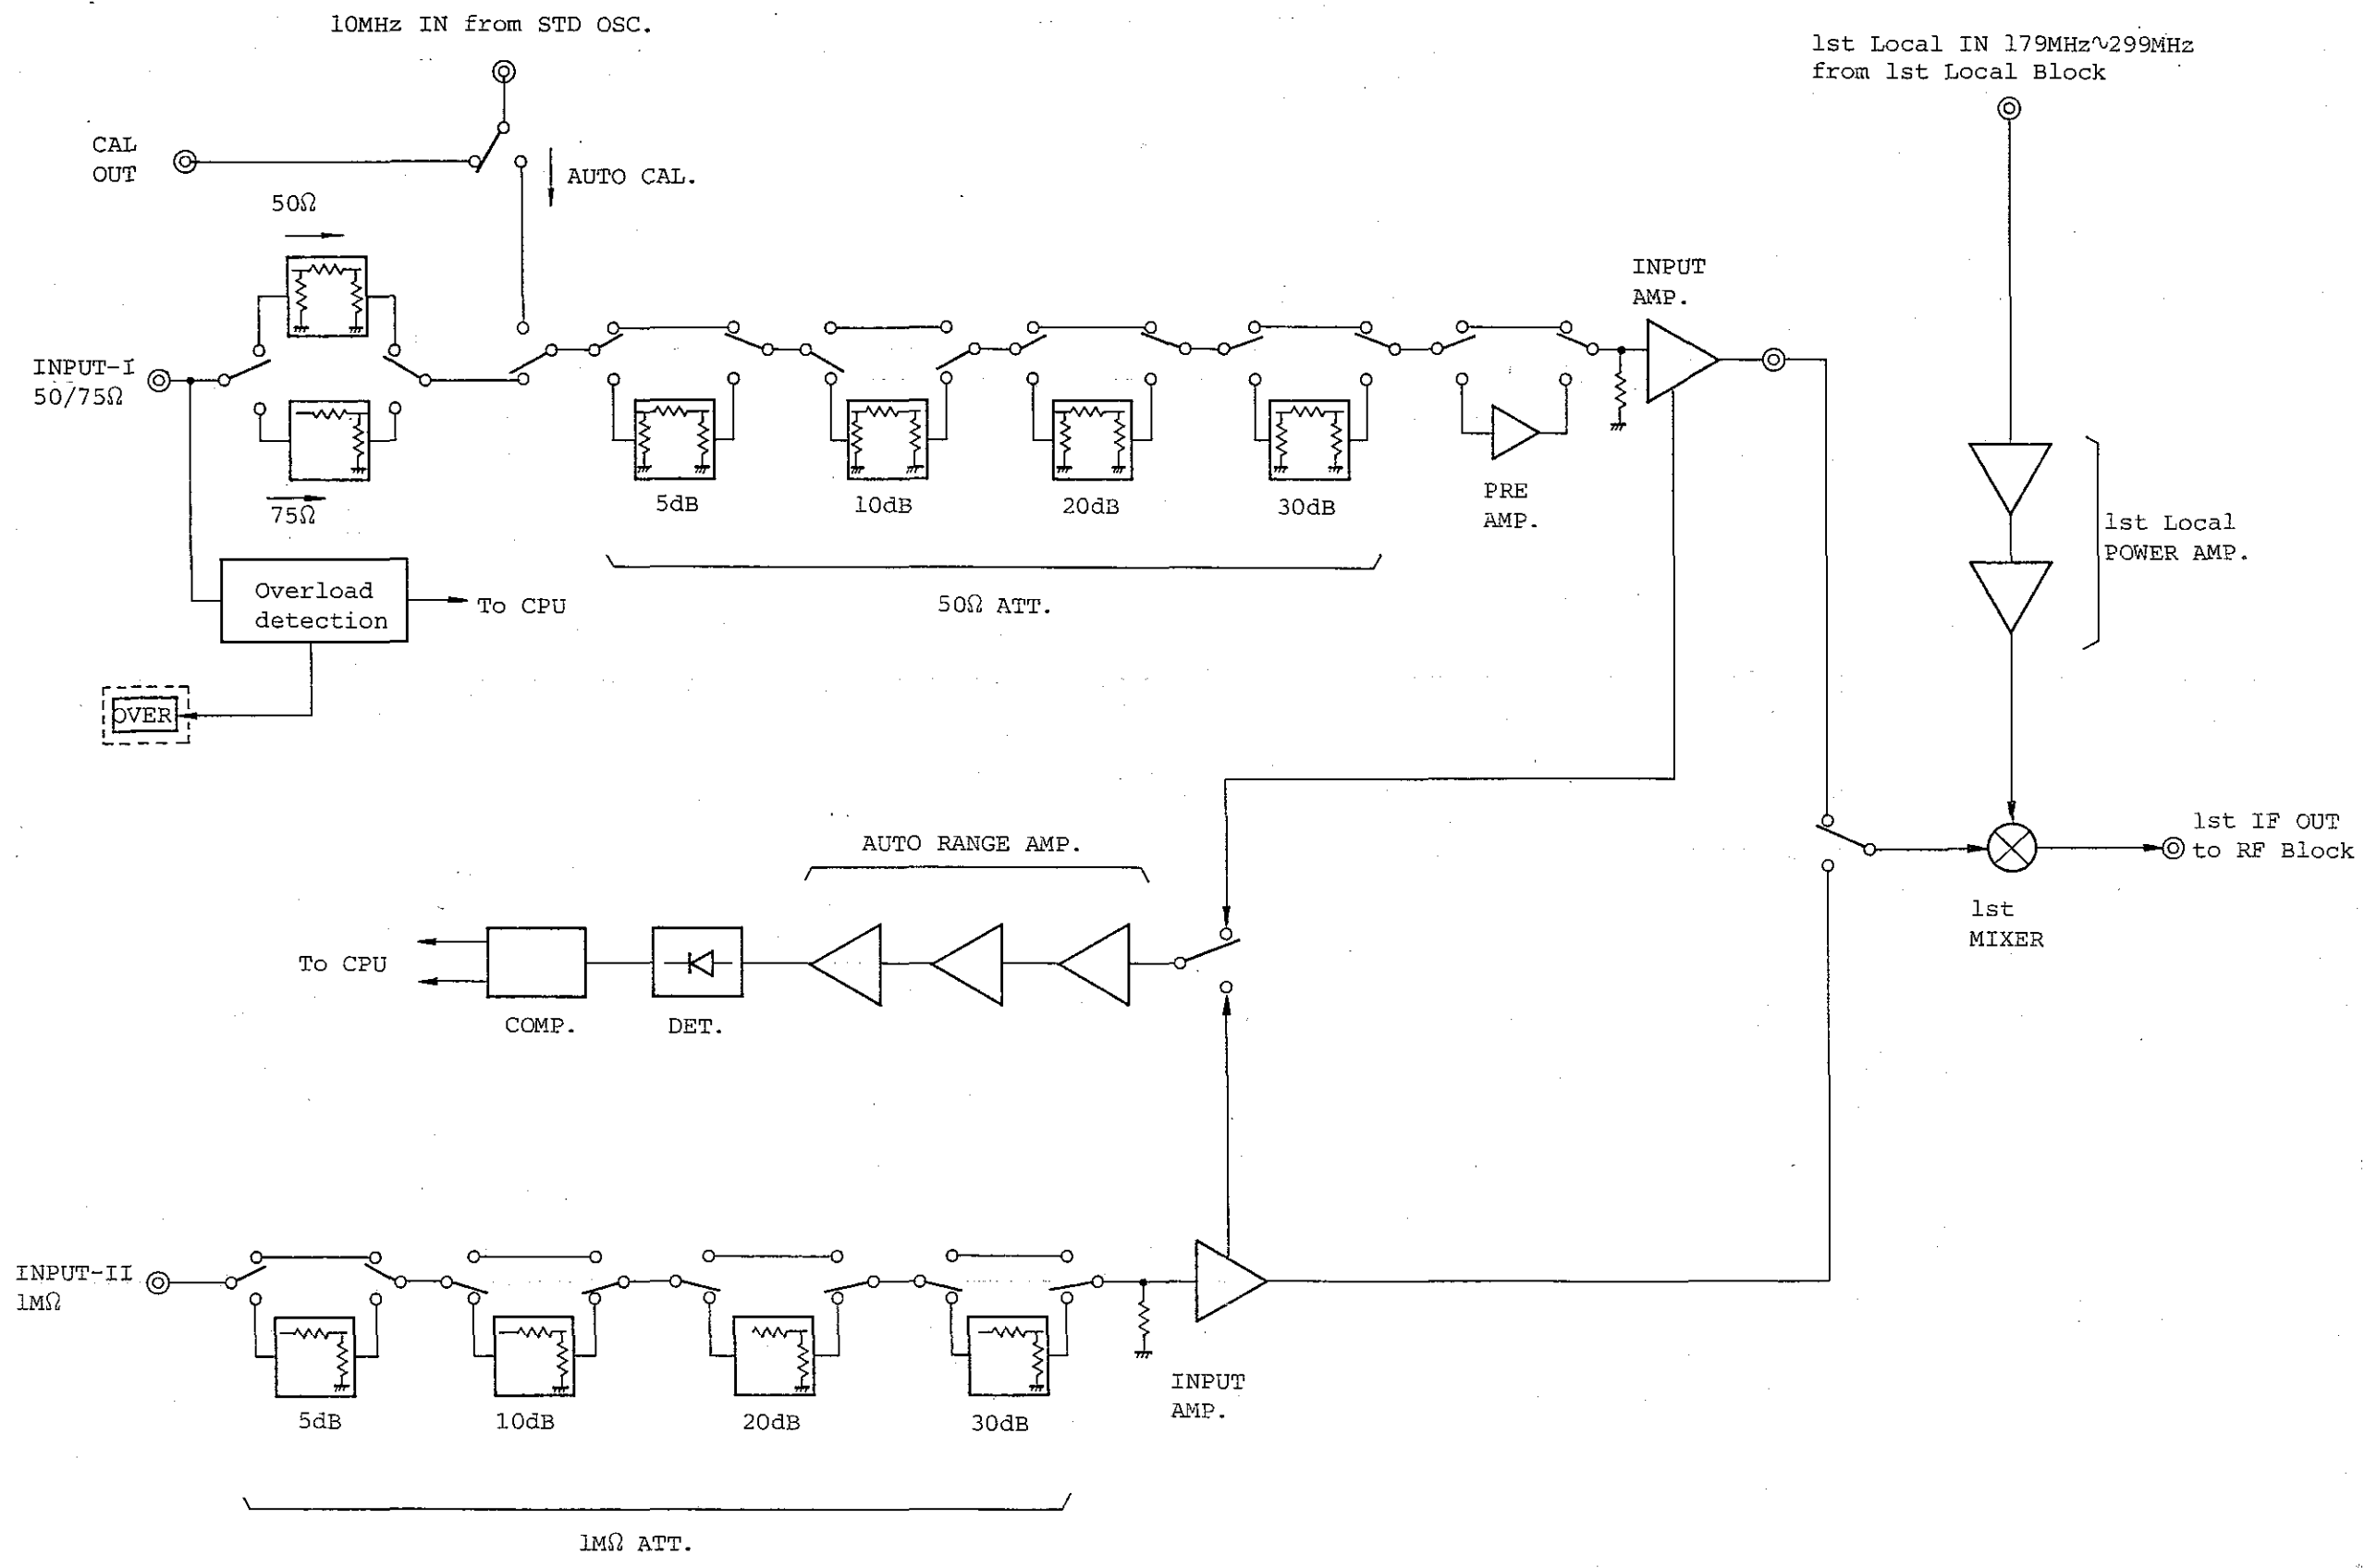 10MHz IN from STD OSC.
1st Local IN 179MHz∿299MHz
from 1st Local Block
CAL
OUT
AUTO CAL.
50Ω
INPUT
AMP.
INPUT-I
50/75Ω
75Ω
5dB
10dB
20dB
30dB
PRE
AMP.
1st Local
POWER AMP.
Overload
detection
To CPU
50Ω ATT.
OVER
AUTO RANGE AMP.
1st IF OUT
to RF Block
1st
MIXER
To CPU
COMP.
DET.
INPUT-II
1MΩ
INPUT
AMP.
5dB
10dB
20dB
30dB
1MΩ ATT.